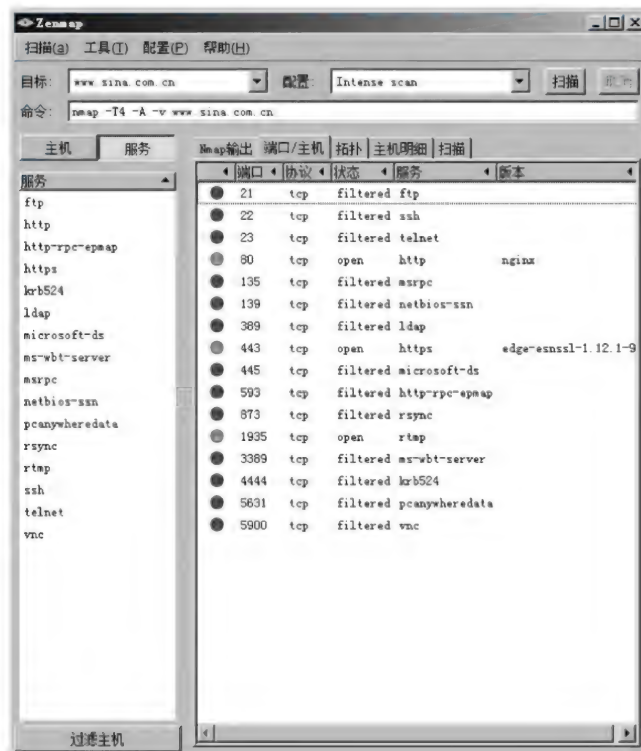 Zenmap
扫描(a) 工具(T) 配置(P) 帮助(H)
目标: www.sina.com.cn 配置: Intense scan 扫描
命令: nmap -T4 -A -v www.sina.com.cn
主机 服务 Nmap输出 端口/主机 拓扑 主机明细 扫描
服务
ftp
http
http-rpc-epmap
https
krb524
ldap
microsoft-ds
ms-wbt-server
msrpc
netbios-ssn
pcanywheredata
rsync
rtmp
ssh
telnet
vnc
过滤主机
端口 协议 状态 服务 版本
21 tcp filtered ftp
22 tcp filtered ssh
23 tcp filtered telnet
80 tcp open http nginx
135 tcp filtered msrpc
139 tcp filtered netbios-ssn
389 tcp filtered ldap
443 tcp open https edge-esnssl-1.12.1-9
445 tcp filtered microsoft-ds
593 tcp filtered http-rpc-epmap
873 tcp filtered rsync
1935 tcp open rtmp
3389 tcp filtered ms-wbt-server
4444 tcp filtered krb524
5631 tcp filtered pcanywheredata
5900 tcp filtered vnc